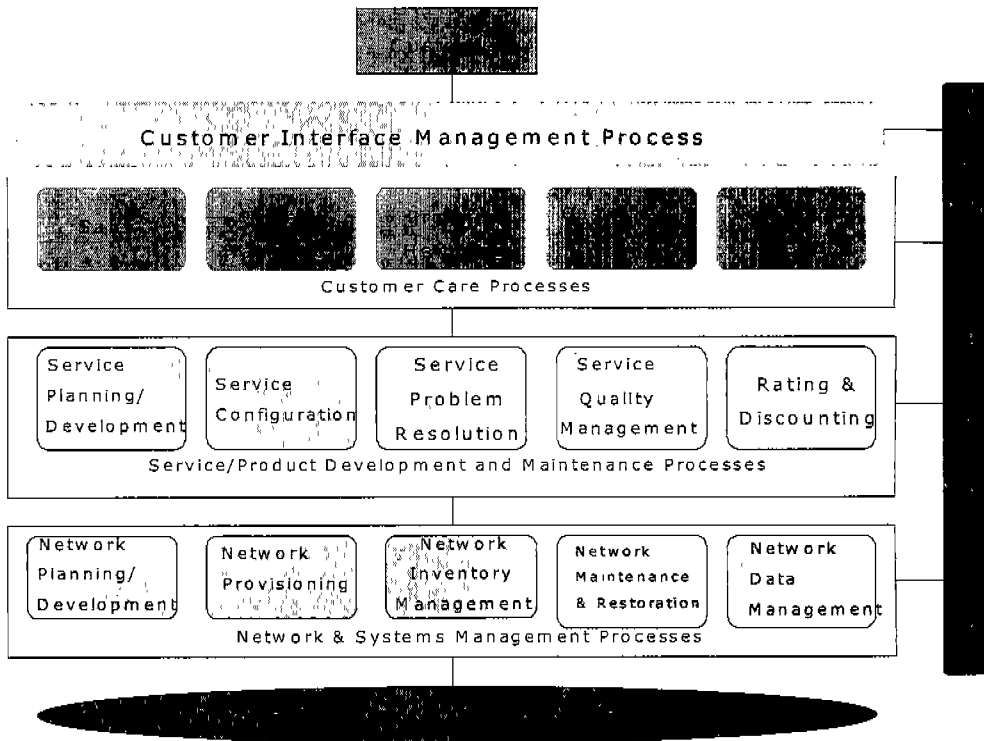 Customer Interface Management Process
Customer Care Processes
Service
Planning/
Development
Service
Configuration
Service
Problem
Resolution
Service
Quality
Management
Rating &
Discounting
Service/Product Development and Maintenance Processes
Network
Planning/
Development
Network
Provisioning
Network
Inventory
Management
Network
Maintenance
& Restoration
Network
Data
Management
Network & Systems Management Processes